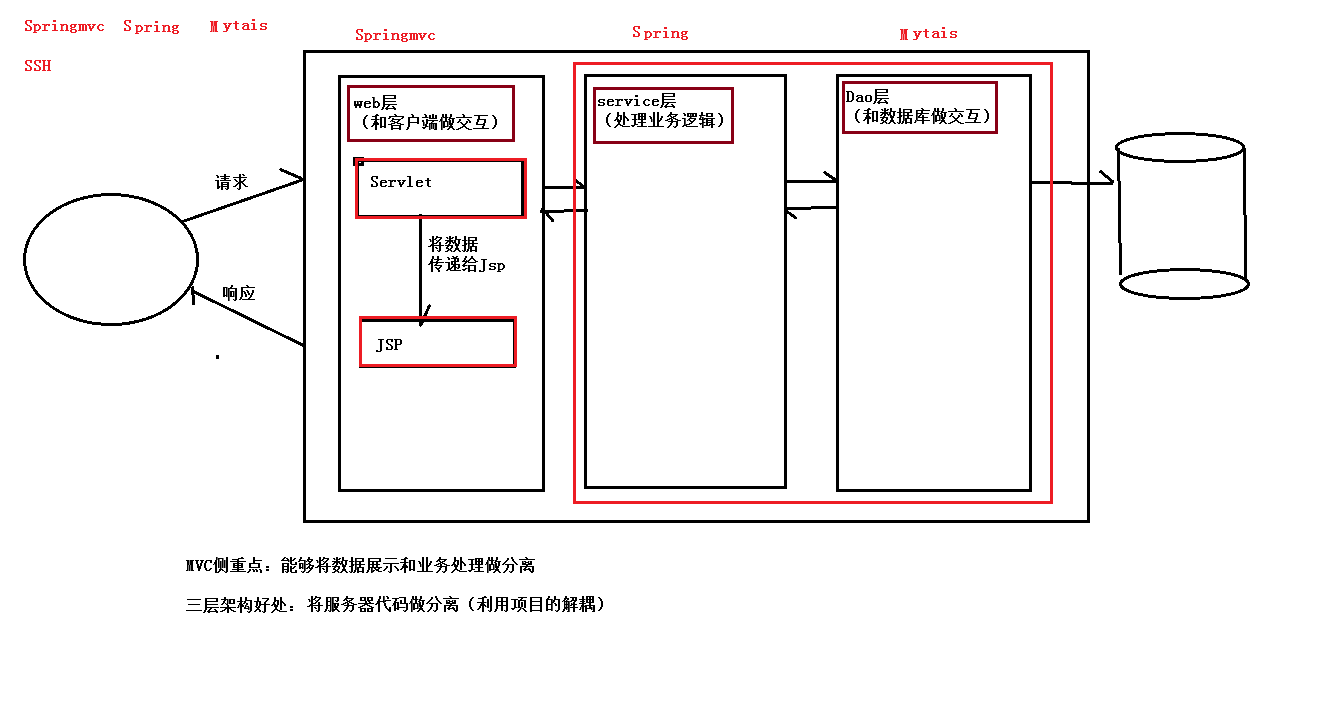 Springmvc Spring Mytais
SSH
Springmvc
Spring
Mytais
web层
（和客户端做交互）
service层
（处理业务逻辑）
Dao层
（和数据库做交互）
请求
响应
Servlet
将数据
传递给Jsp
JSP
MVC侧重点：能够将数据展示和业务处理做分离
三层架构好处：将服务器代码做分离（利用项目的解耦）